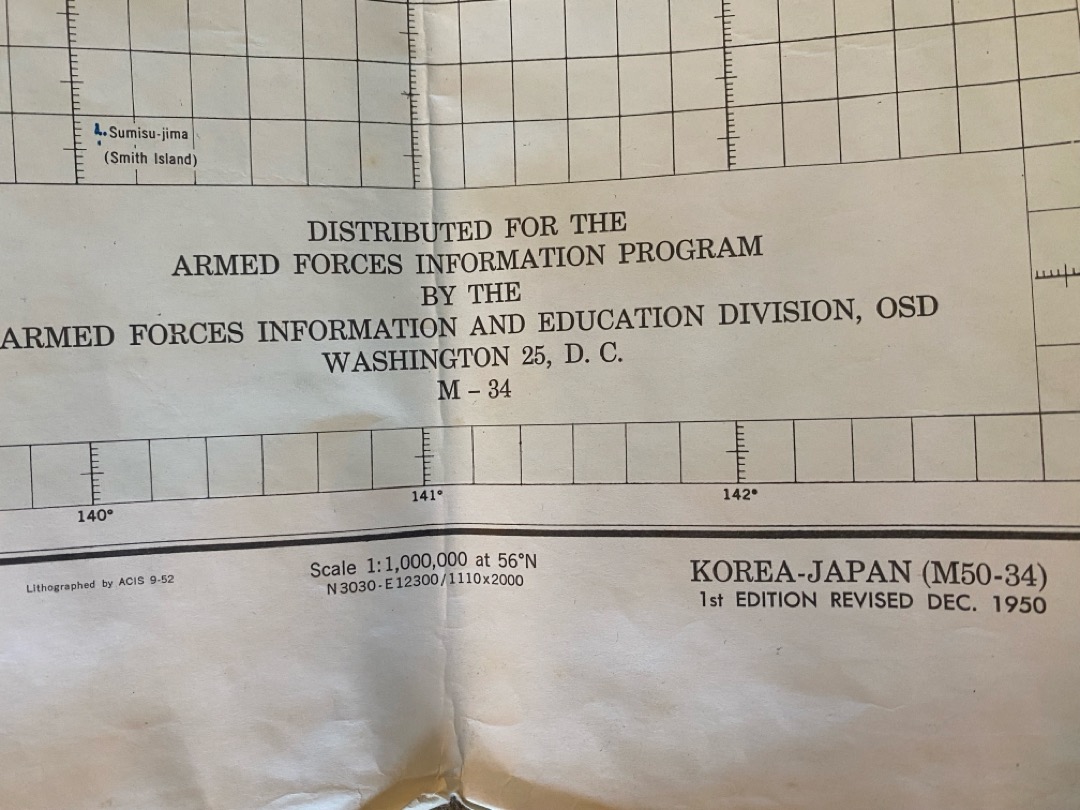 Sumisu-jima
(Smith Island)
DISTRIBUTED FOR THE
ARMED FORCES INFORMATION PROGRAM
BY THE
ARMED FORCES INFORMATION AND EDUCATION DIVISION, OSD
WASHINGTON 25, D. C.
M – 34
140°
141°
142°
Lithographed by ACIS 9-52
Scale 1:1,000,000 at 56°N
N3030-E12300/1110x2000
KOREA-JAPAN (M50-34)
1st EDITION REVISED DEC. 1950